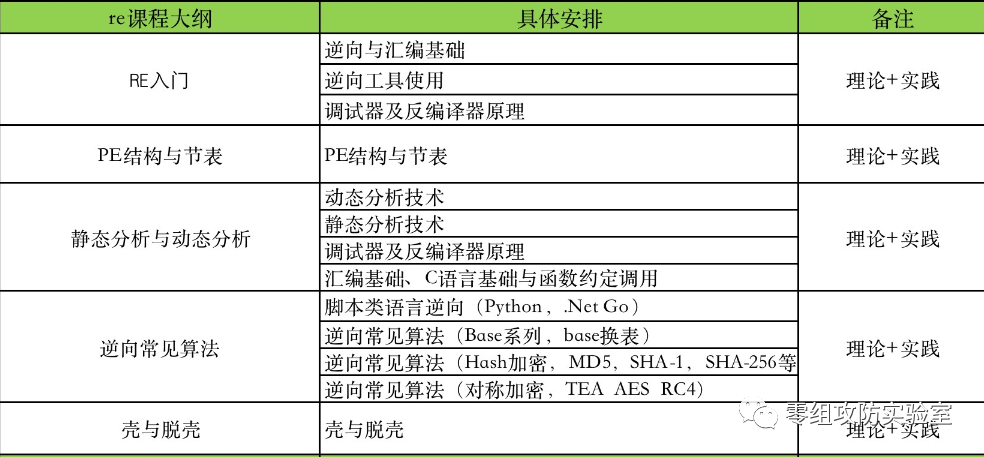 re课程大纲 具体安排 备注
逆向与汇编基础
RE入门 逆向工具使用 理论+实践
调试器及反编译器原理
PE结构与节表 PE结构与节表 理论+实践
动态分析技术
静态分析技术
静态分析与动态分析 理论+实践
调试器及反编译器原理
汇编基础、C语言基础与函数约定调用
脚本类语言逆向（Python，.Net Go）
逆向常见算法（Base系列，base换表）
逆向常见算法 理论+实践
逆向常见算法（Hash加密，MD5，SHA-1，SHA-256等
逆向常见算法（对称加密，TEA AES RC4）
零组攻防实验室
壳与脱壳 壳与脱壳 理论+实践